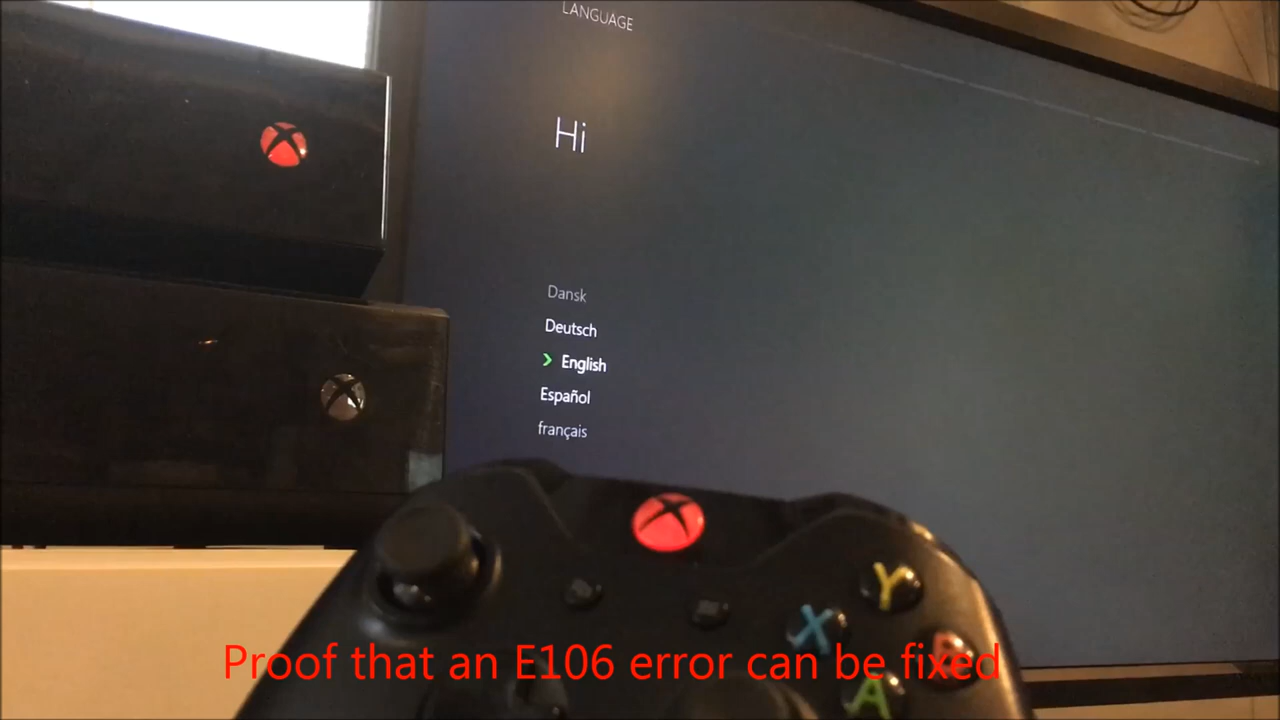 LANGUAGE
Hi
Dansk
Deutsch
English
Español
français
Y
X
B
A
Proof that an E106 error can be fixed